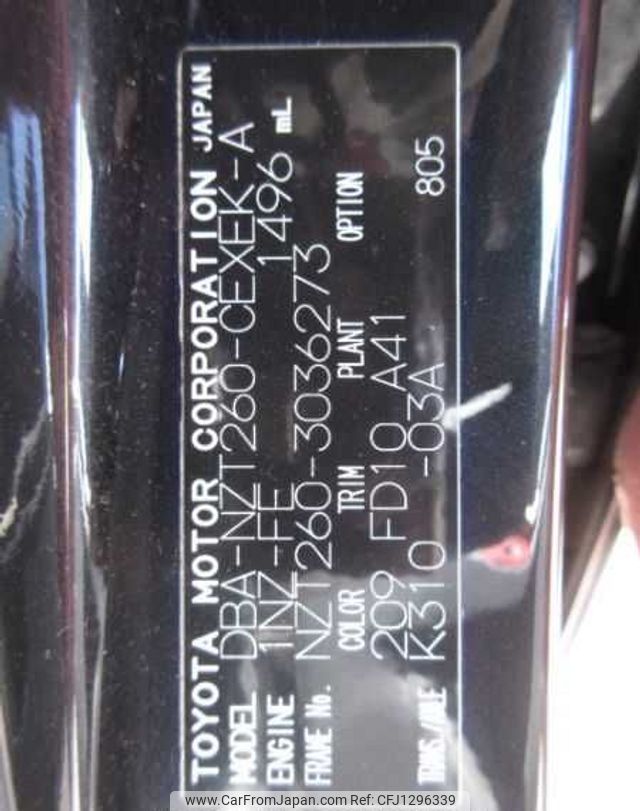 TOYOTA MOTOR CORPORATION JAPAN
MODEL DBA-NZT260-CEXEK-A
ENGINE 1NZ-FE 1496 mL
FRAME No. NZT260-3036273
COLOR TRIM PLANT OPTION
209 FD10 A41
TRANS./AXLE K310 -03A 805
www.CarFromJapan.com - Ref:CFJ1296339